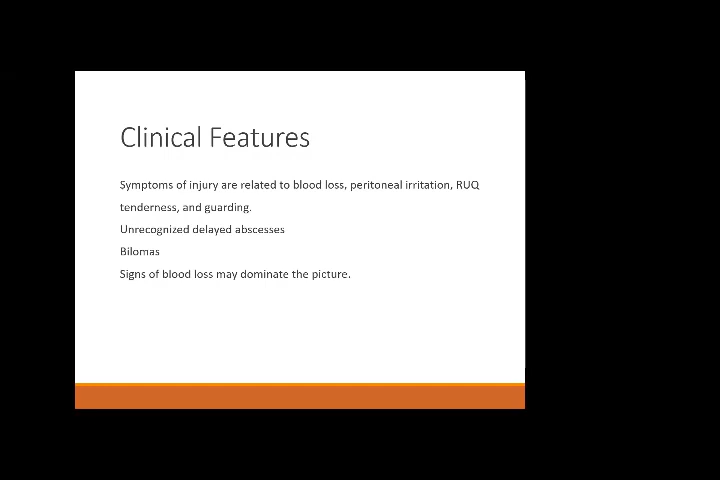 Clinical Features
Symptoms of injury are related to blood loss, peritoneal irritation, RUQ
tenderness, and guarding.
Unrecognized delayed abscesses
Bilomas
Signs of blood loss may dominate the picture.